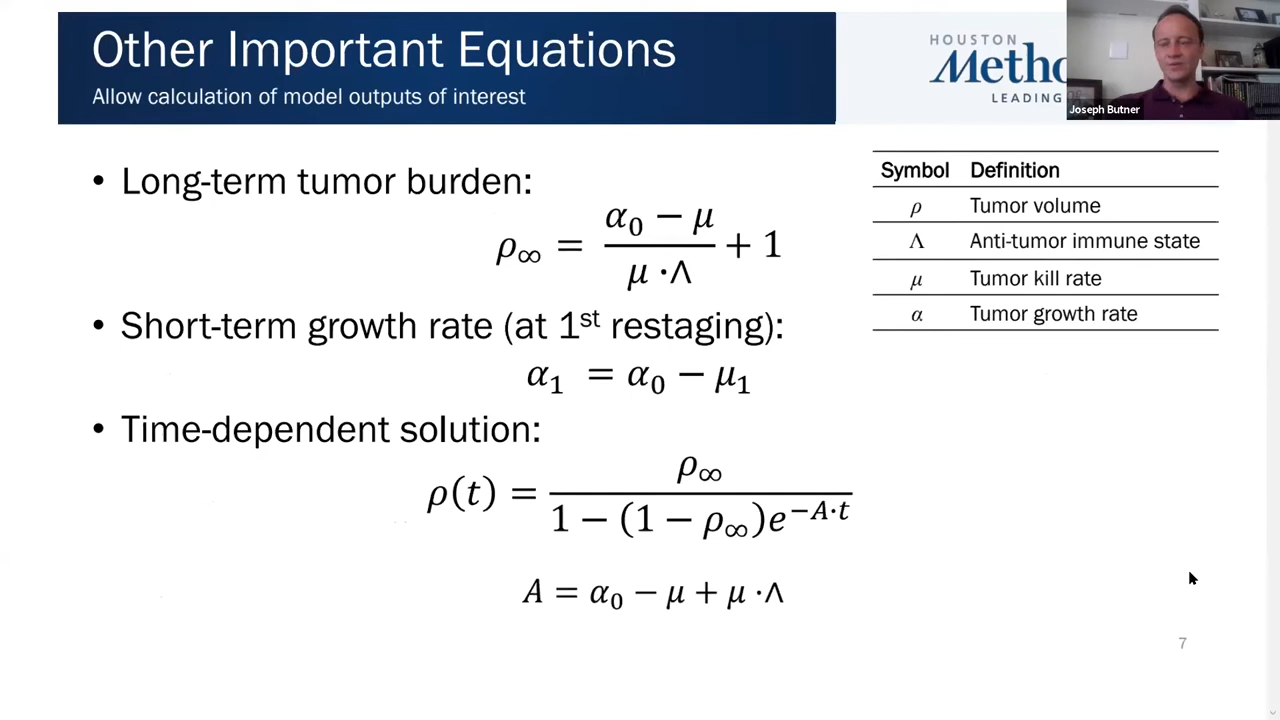 Other Important Equations
Allow calculation of model outputs of interest
HOUSTON
LEADING
Joseph Butner
• Long-term tumor burden:
ρ∞ = (α₀ − μ) / (μ · Λ) + 1
• Short-term growth rate (at 1st restaging):
α₁ = α₀ − μ₁
• Time-dependent solution:
ρ(t) = ρ∞ / (1 − (1 − ρ∞)e^(−A·t))
A = α₀ − μ + μ · Λ
Symbol Definition
ρ Tumor volume
Λ Anti-tumor immune state
μ Tumor kill rate
α Tumor growth rate
7